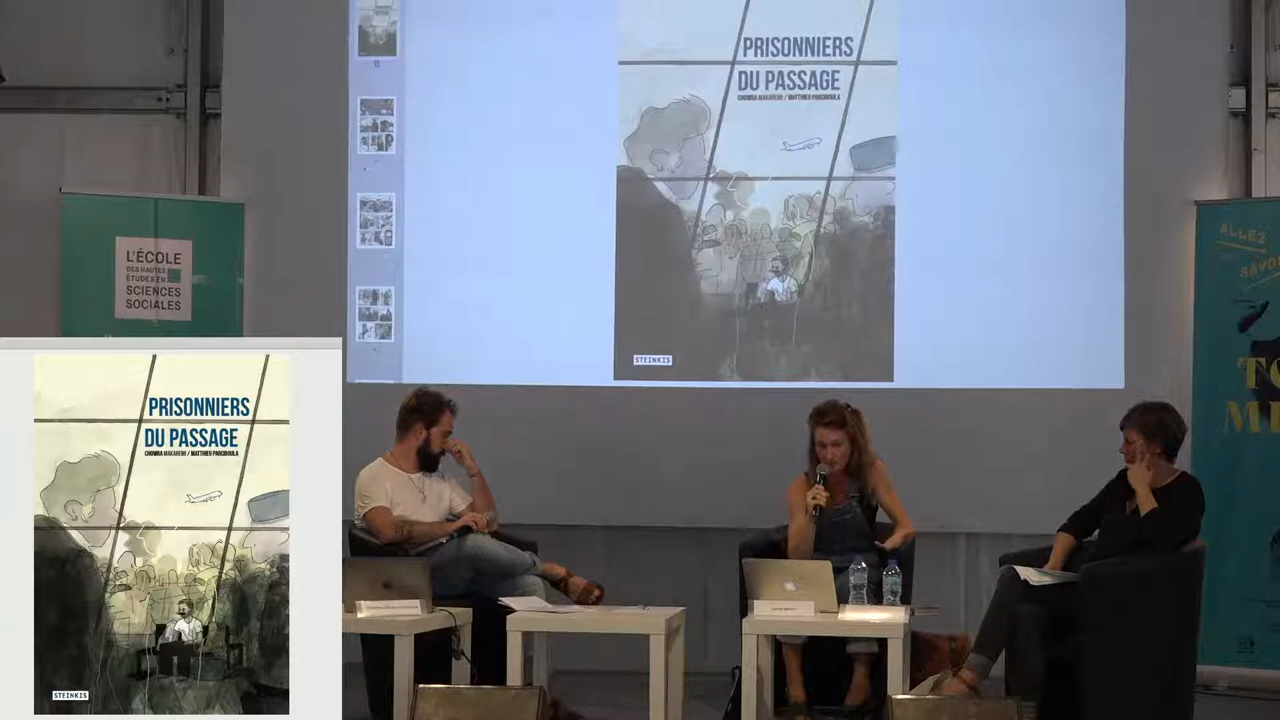 PRISONNIERS
DU PASSAGE
CHOWRA MAKAREMI / MATTHIEU PARCIBOULA
STEINKIS
L'ÉCOLE
DES HAUTES
ÉTUDES EN
SCIENCES
SOCIALES
ALLEZ
PRISONNIERS
DU PASSAGE
CHOWRA MAKAREMI / MATTHIEU PARCIBOULA
STEINKIS